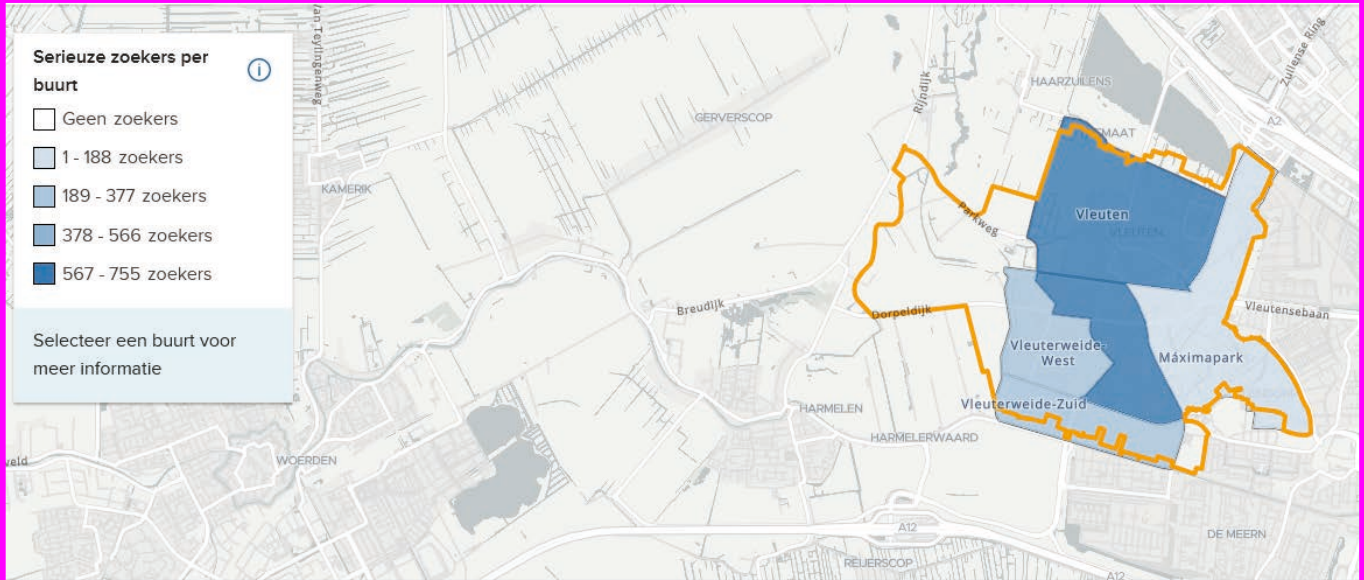 Serieuze zoekers per
buurt
Geen zoekers
1 - 188 zoekers
189 - 377 zoekers
378 - 566 zoekers
567 - 755 zoekers
Selecteer een buurt voor
meer informatie
Van Teylingenweg
KAMERIK
GERVERSCOP
Rijndijk
HAARZUILENS
Zuilense Ring
A2
Vleuten
VLEUTEN
Parkweg
Breudijk
Dorpeldijk
Vleutensebaan
Vleuterweide-
West
Máximapark
Vleuterweide-Zuid
HARMELEN
HARMELERWAARD
WOERDEN
A12
DE MEERN
REIJERSCOP
A12